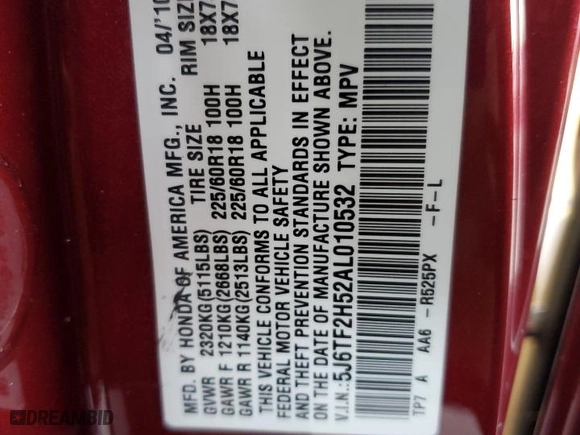 MFD. BY HONDA OF AMERICA MFG., INC. 04/'10
GVWR 2320KG(5115LBS) TIRE SIZE RIM SIZE
GAWR F 1210KG(2668LBS) 225/60R18 100H 18X7
GAWR R 1140KG(2513LBS) 225/60R18 100H 18X7
THIS VEHICLE CONFORMS TO ALL APPLICABLE
FEDERAL MOTOR VEHICLE SAFETY
AND THEFT PREVENTION STANDARDS IN EFFECT
ON THE DATE OF MANUFACTURE SHOWN ABOVE.
V.I.N.:5J6TF2H52AL010532 TYPE: MPV
TP7 A AA6 -R525PX -F-L
DREAMBID